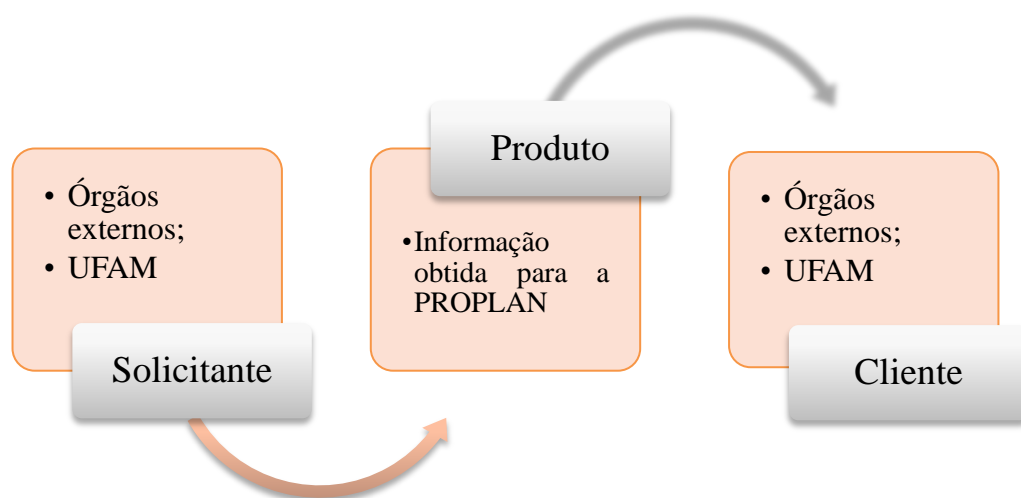 • Órgãos
externos;
• UFAM
Solicitante
Produto
•Informação
obtida para a
PROPLAN
• Órgãos
externos;
• UFAM
Cliente